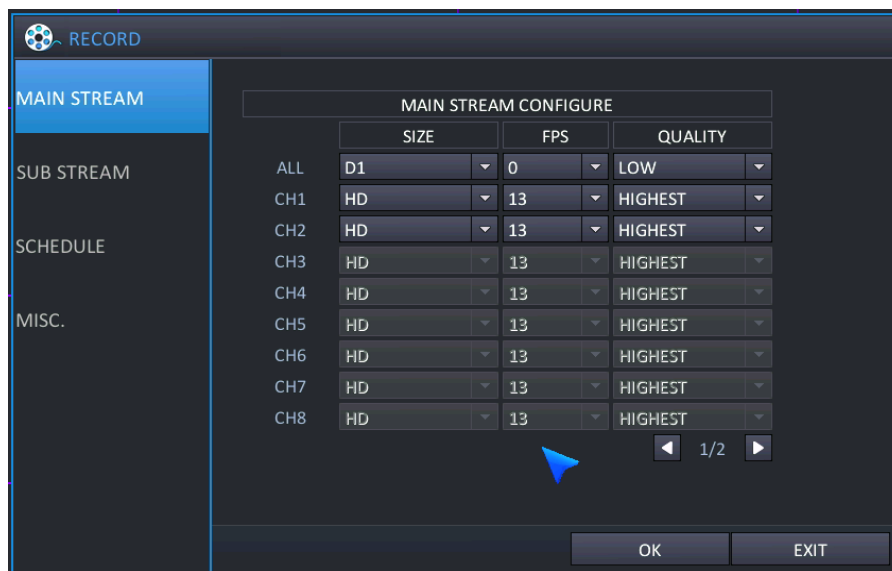 RECORD
MAIN STREAM
SUB STREAM
SCHEDULE
MISC.
MAIN STREAM CONFIGURE
SIZE FPS QUALITY
ALL D1 0 LOW
CH1 HD 13 HIGHEST
CH2 HD 13 HIGHEST
CH3 HD 13 HIGHEST
CH4 HD 13 HIGHEST
CH5 HD 13 HIGHEST
CH6 HD 13 HIGHEST
CH7 HD 13 HIGHEST
CH8 HD 13 HIGHEST
1/2
OK EXIT